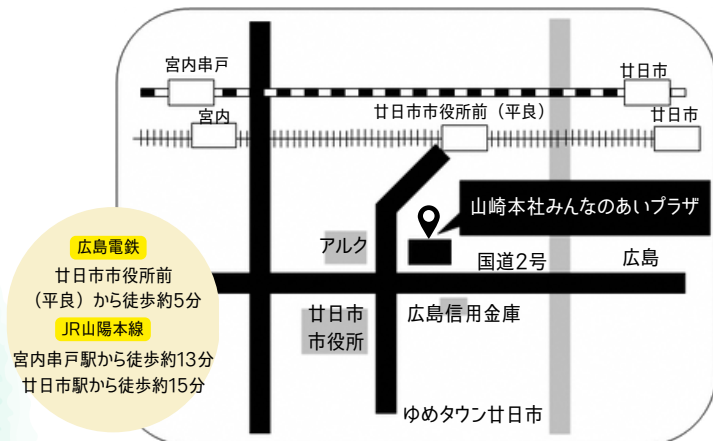 宮内串戸
廿日市
宮内
廿日市市役所前（平良）
廿日市
山崎本社みんなのあいプラザ
アルク
国道2号
広島
廿日市
市役所
広島信用金庫
ゆめタウン廿日市
広島電鉄
廿日市市役所前
（平良）から徒歩約5分
JR山陽本線
宮内串戸駅から徒歩約13分
廿日市駅から徒歩約15分